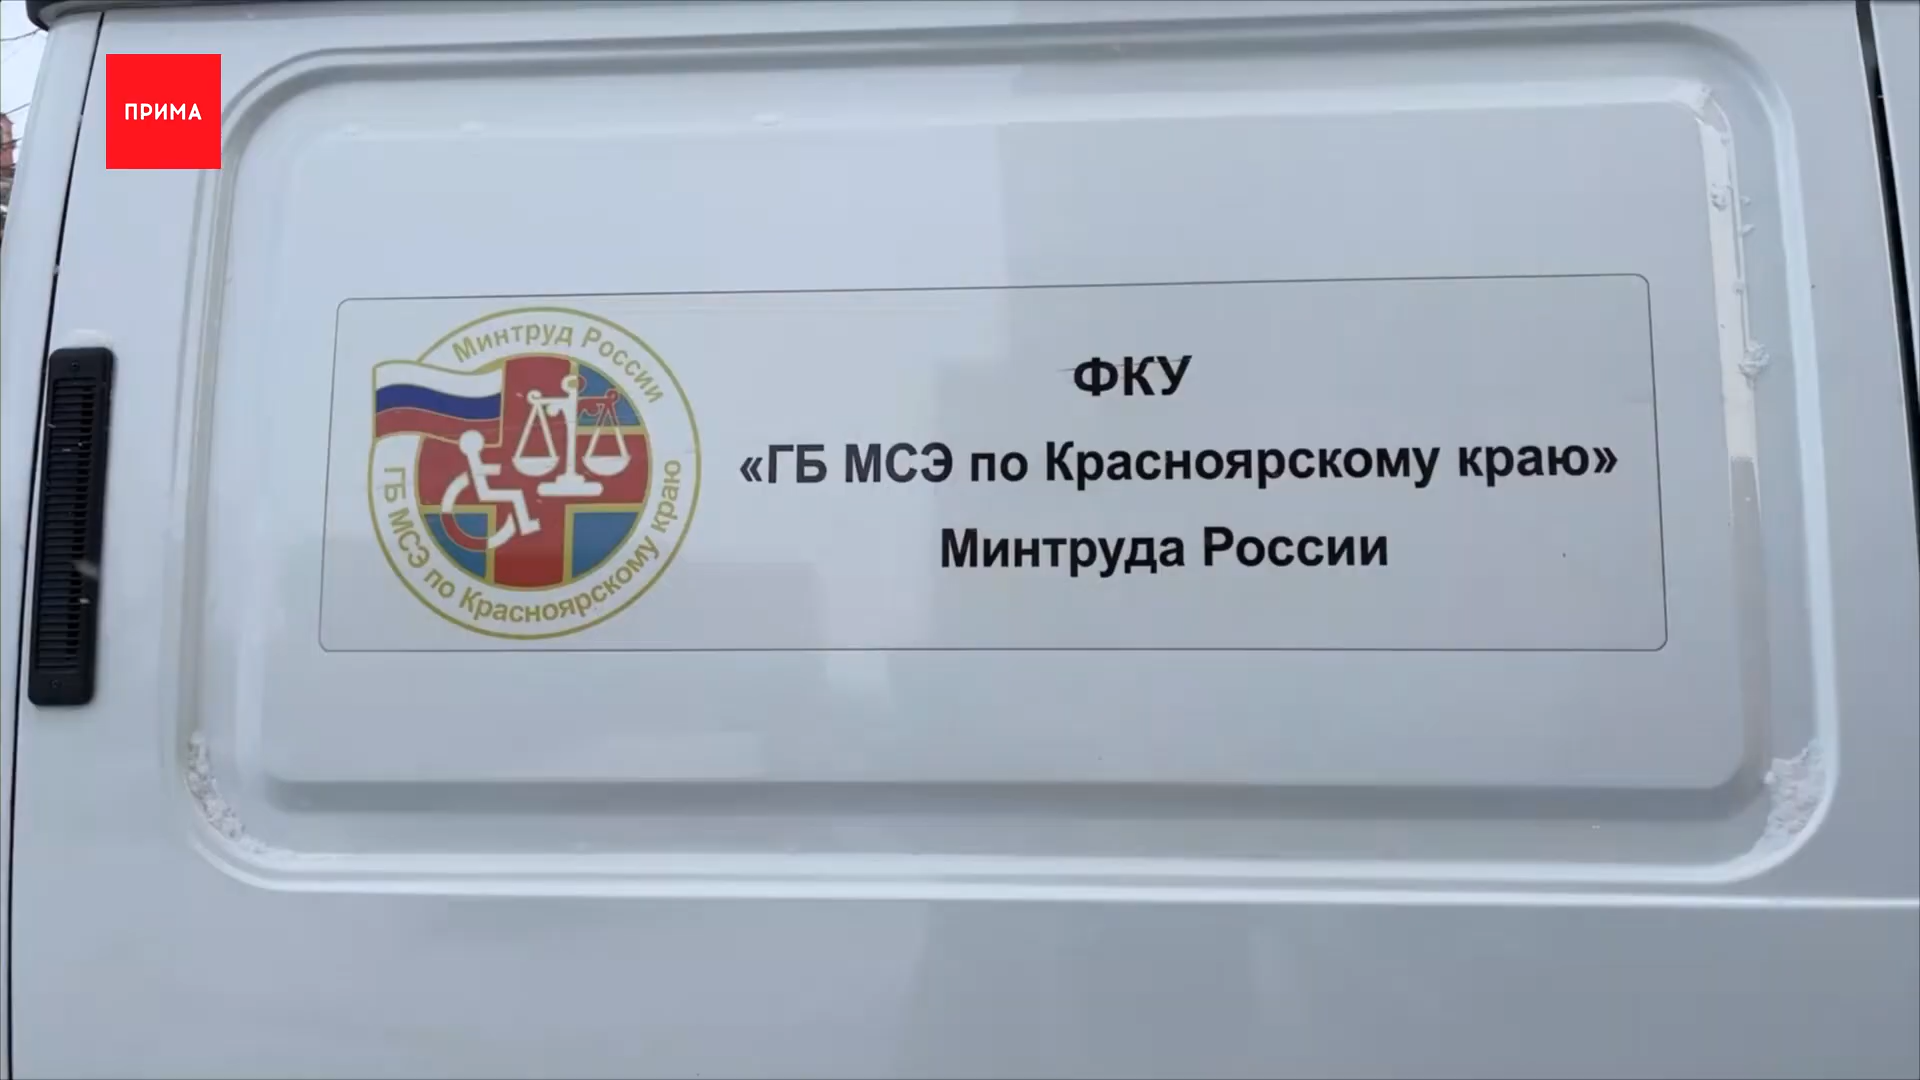 ПРИМА
Минтруд России
ГБ МСЭ по Красноярскому краю
ФКУ
«ГБ МСЭ по Красноярскому краю»
Минтруда России